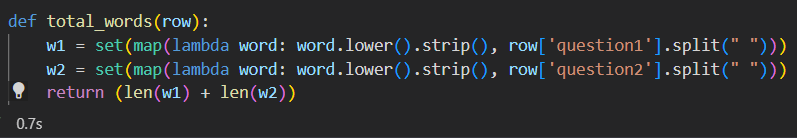 def total_words(row):
    w1 = set(map(lambda word: word.lower().strip(), row['question1'].split(" ")))
    w2 = set(map(lambda word: word.lower().strip(), row['question2'].split(" ")))
    return (len(w1) + len(w2))
0.7s